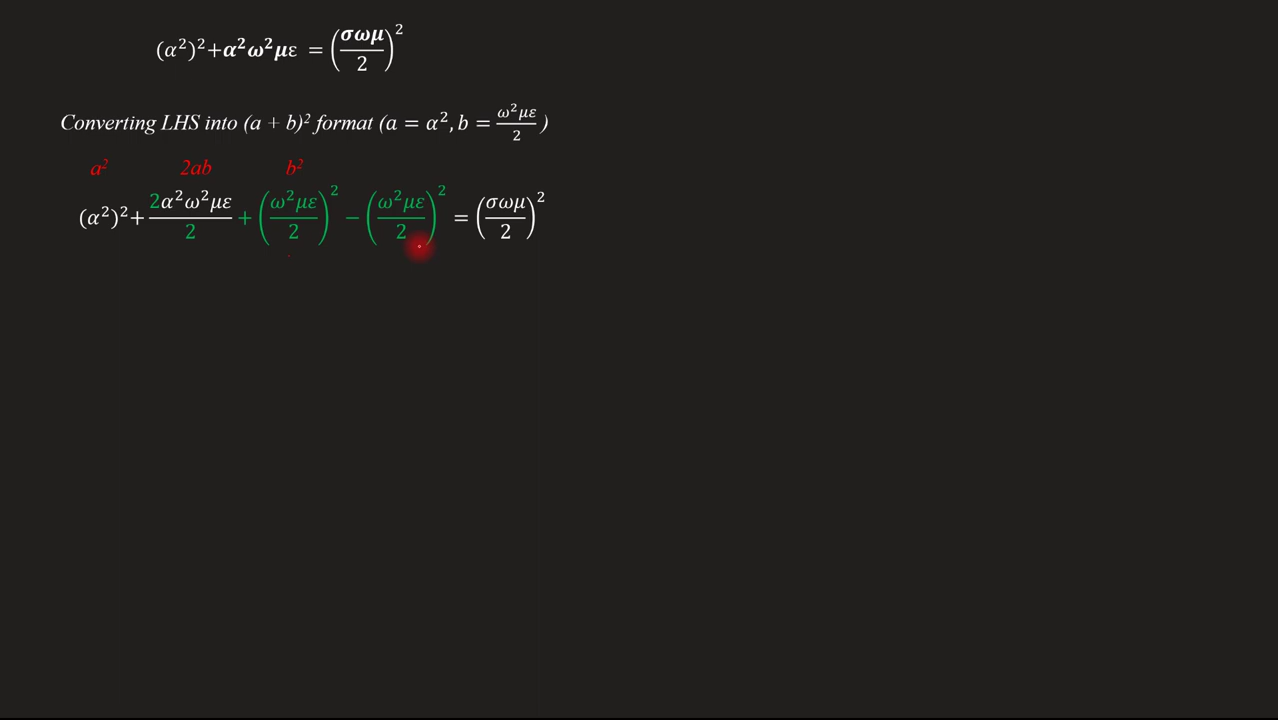 (α²)²+α²ω²με = (σωμ/2)²
Converting LHS into (a + b)² format (a = α², b = ω²με/2 )
a² 2ab b²
(α²)²+ 2α²ω²με/2 + (ω²με/2)² − (ω²με/2)² = (σωμ/2)²